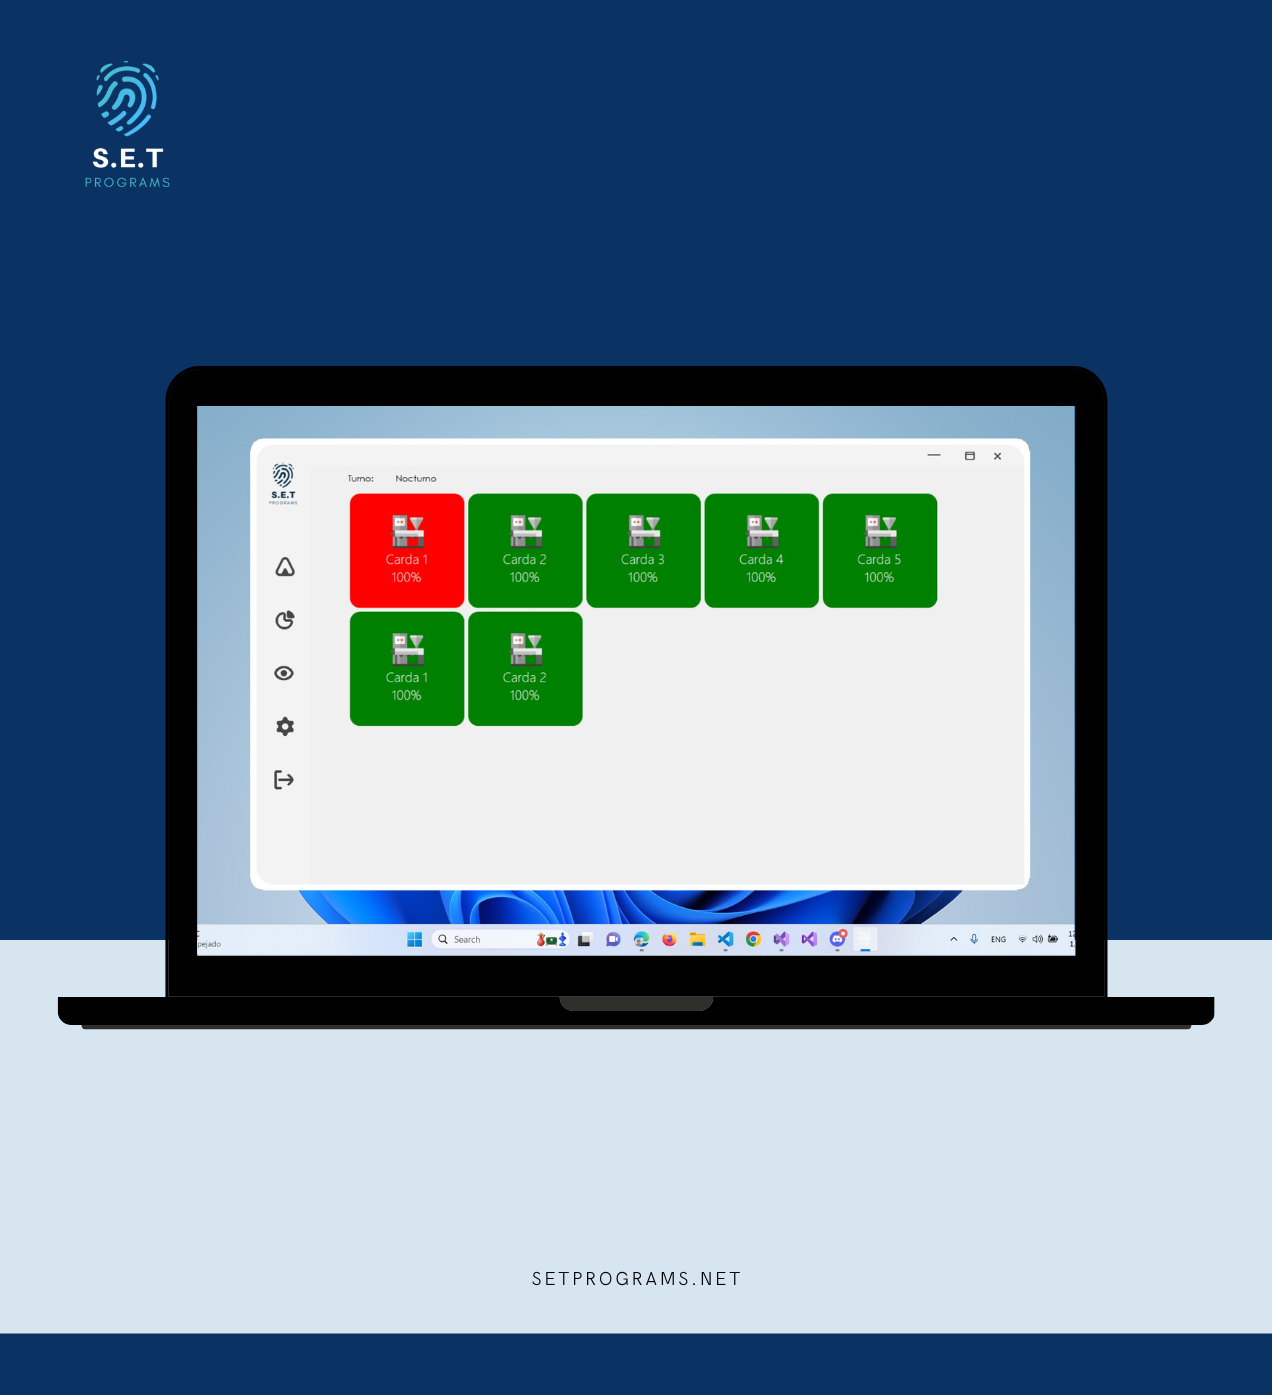 S.E.T
PROGRAMS
S.E.T
PROGRAMS
Turno: Nocturno
Carda 1
100%
Carda 2
100%
Carda 3
100%
Carda 4
100%
Carda 5
100%
Carda 1
100%
Carda 2
100%
pejado
Search
ENG
SETPROGRAMS.NET